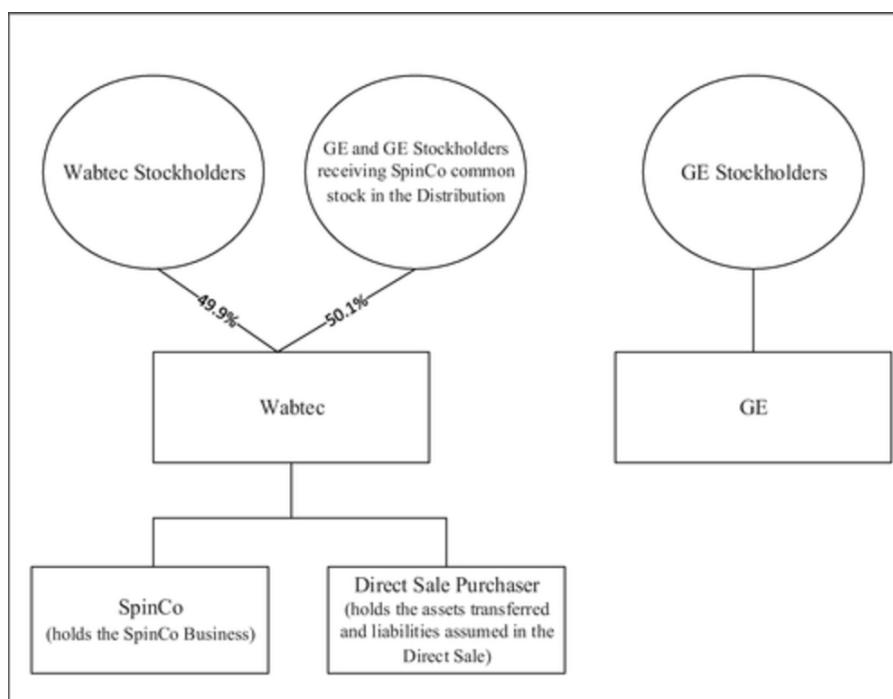 Wabtec Stockholders
GE and GE Stockholders
receiving SpinCo common
stock in the Distribution
GE Stockholders
49.9%
50.1%
Wabtec
GE
SpinCo
(holds the SpinCo Business)
Direct Sale Purchaser
(holds the assets transferred
and liabilities assumed in the
Direct Sale)